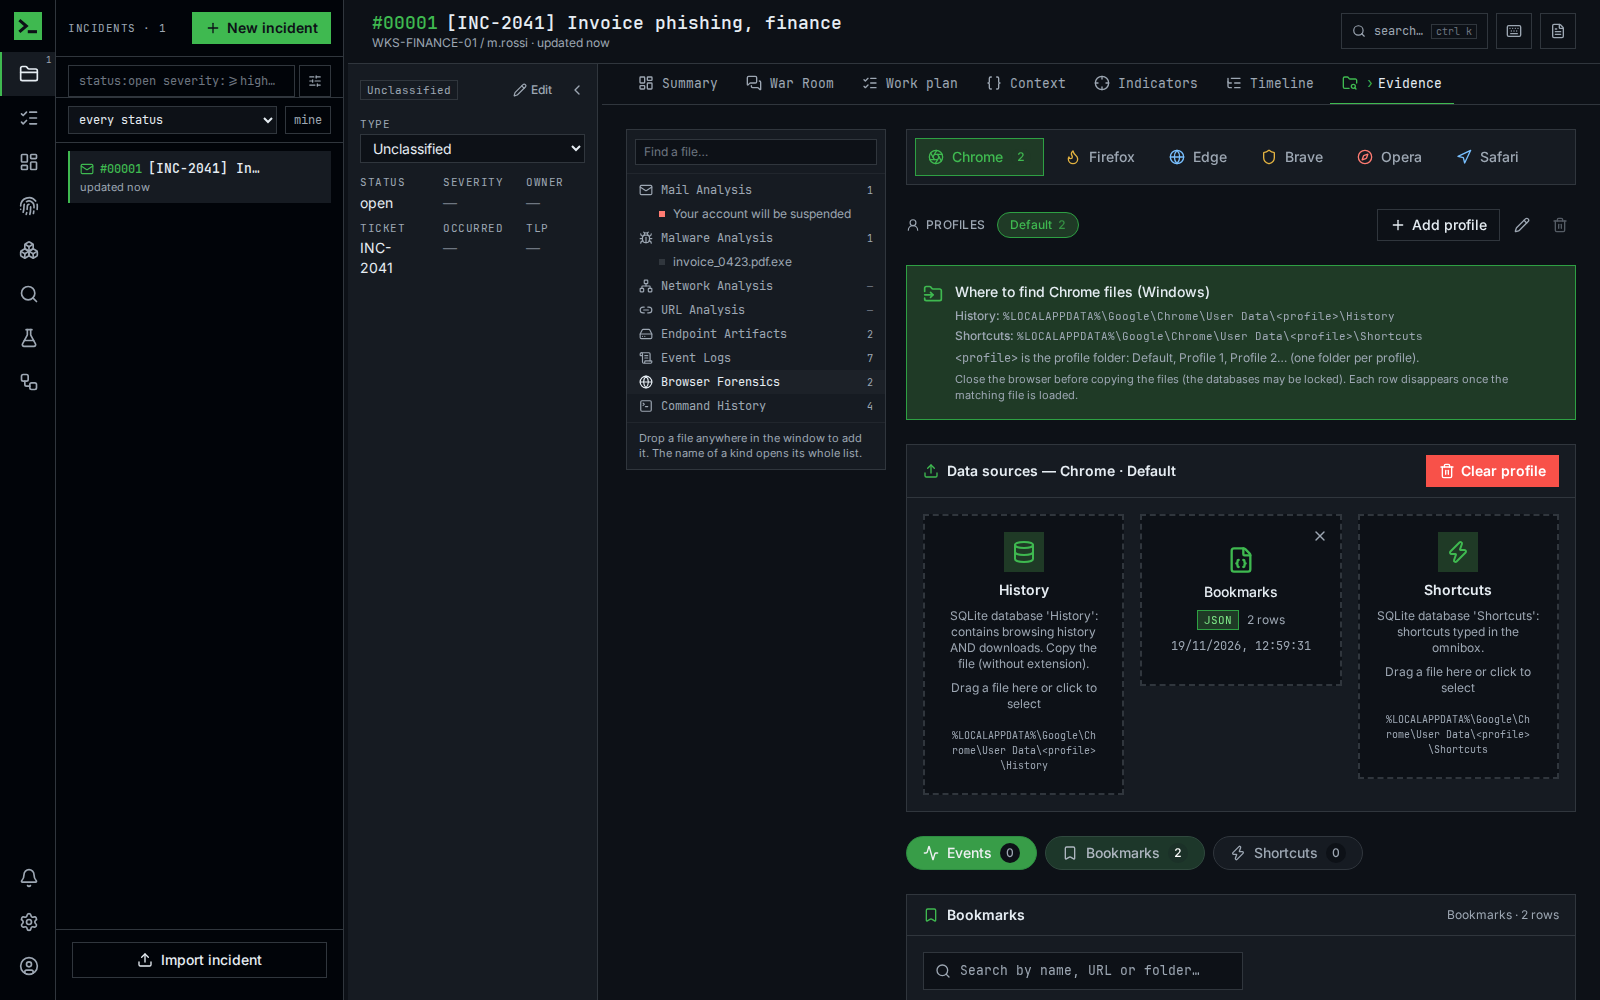 INCIDENTS · 1
New incident
1
status:open severity:≥high…
every status
mine
#00001 [INC-2041] In…
updated now
Import incident
#00001 [INC-2041] Invoice phishing, finance
WKS-FINANCE-01 / m.rossi · updated now
search… ctrl k
Unclassified
Edit
TYPE
Unclassified
STATUS
SEVERITY
OWNER
open
—
—
TICKET
OCCURRED
TLP
INC-
2041
—
—
Summary
War Room
Work plan
Context
Indicators
Timeline
› Evidence
Find a file…
Mail Analysis 1
Your account will be suspended
Malware Analysis 1
invoice_0423.pdf.exe
Network Analysis —
URL Analysis —
Endpoint Artifacts 2
Event Logs 7
Browser Forensics 2
Command History 4
Drop a file anywhere in the window to add
it. The name of a kind opens its whole list.
Chrome 2
Firefox
Edge
Brave
Opera
Safari
PROFILES
Default 2
Add profile
Where to find Chrome files (Windows)
History: %LOCALAPPDATA%\Google\Chrome\User Data\<profile>\History
Shortcuts: %LOCALAPPDATA%\Google\Chrome\User Data\<profile>\Shortcuts
<profile> is the profile folder: Default, Profile 1, Profile 2… (one folder per profile).
Close the browser before copying the files (the databases may be locked). Each row disappears once the
matching file is loaded.
Data sources — Chrome · Default
Clear profile
History
SQLite database 'History':
contains browsing history
AND downloads. Copy the
file (without extension).
Drag a file here or click to
select
%LOCALAPPDATA%\Google\Ch
rome\User Data\<profile>
\History
Bookmarks
JSON 2 rows
19/11/2026, 12:59:31
Shortcuts
SQLite database 'Shortcuts':
shortcuts typed in the
omnibox.
Drag a file here or click to
select
%LOCALAPPDATA%\Google\Ch
rome\User Data\<profile>
\Shortcuts
Events 0
Bookmarks 2
Shortcuts 0
Bookmarks
Bookmarks · 2 rows
Search by name, URL or folder…